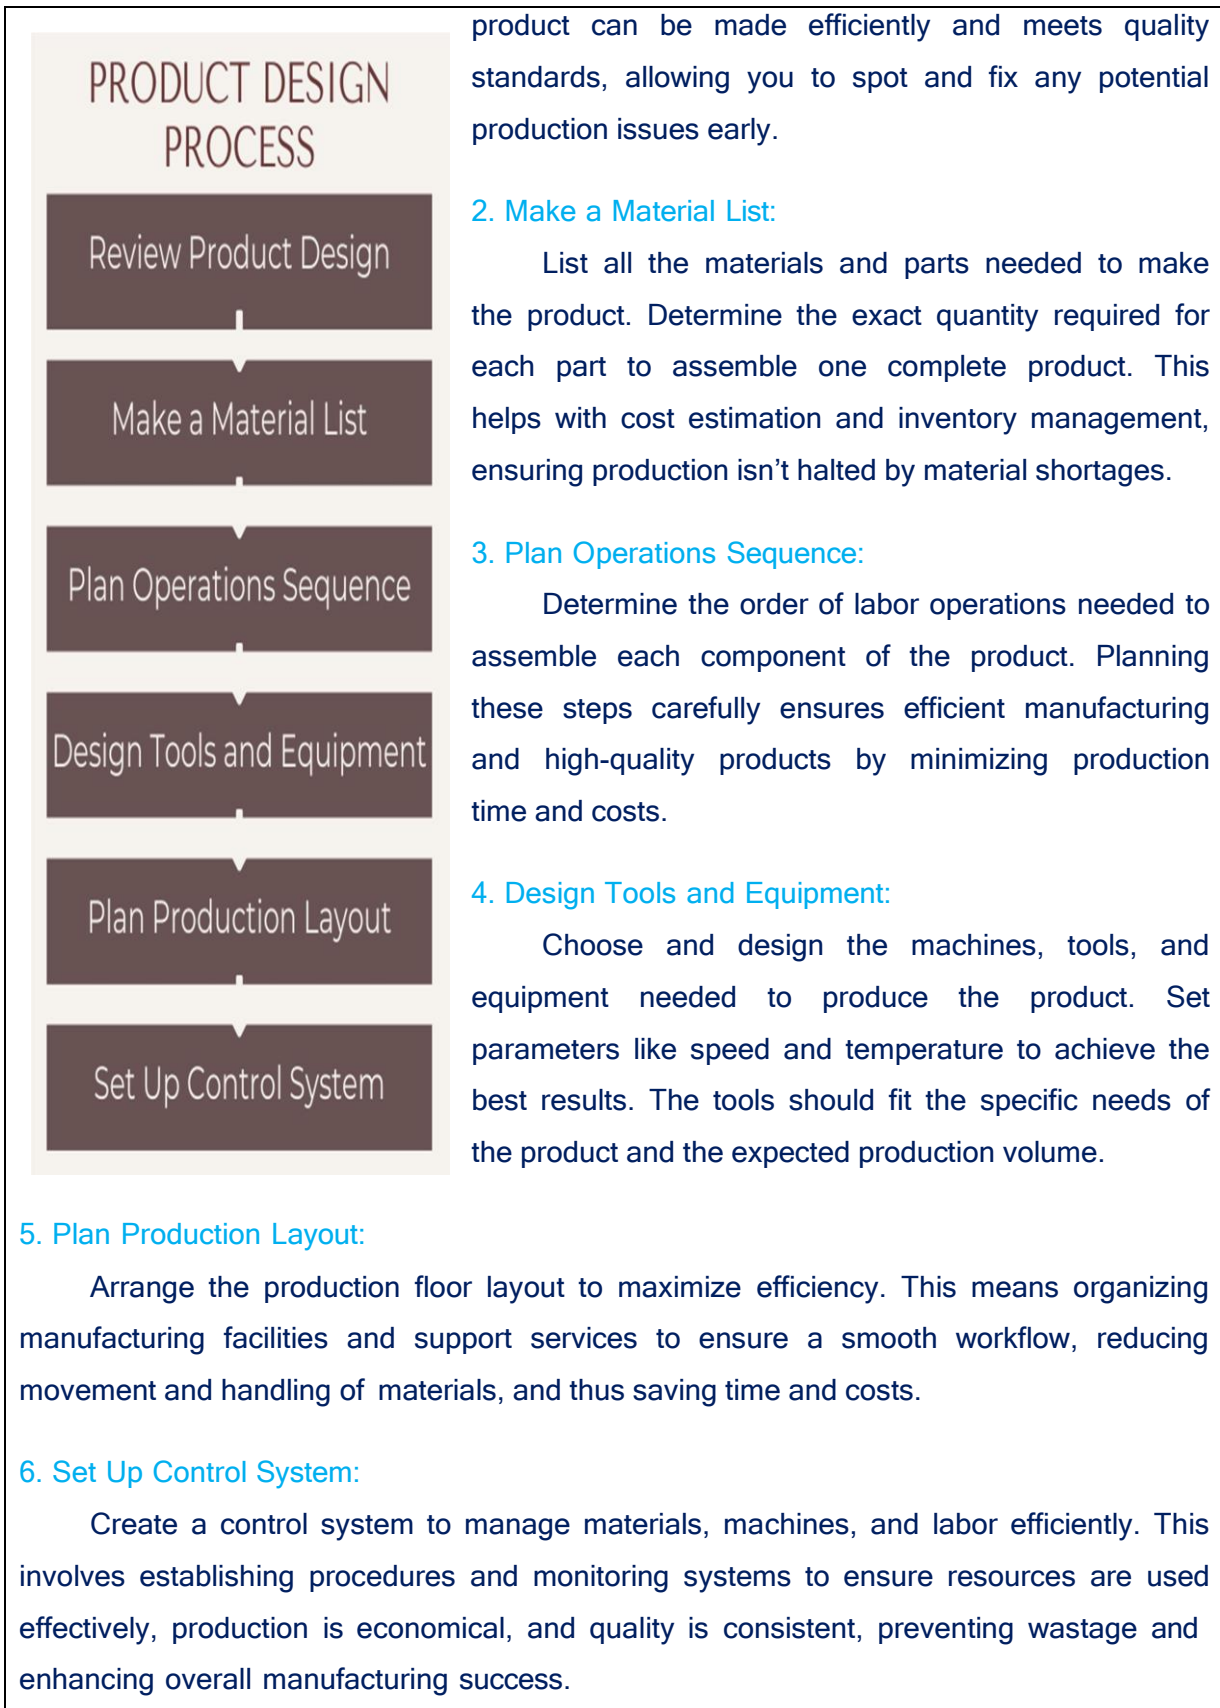 PRODUCT DESIGN
PROCESS
Review Product Design
Make a Material List
Plan Operations Sequence
Design Tools and Equipment
Plan Production Layout
Set Up Control System
product can be made efficiently and meets quality
standards, allowing you to spot and fix any potential
production issues early.
2. Make a Material List:
List all the materials and parts needed to make
the product. Determine the exact quantity required for
each part to assemble one complete product. This
helps with cost estimation and inventory management,
ensuring production isn’t halted by material shortages.
3. Plan Operations Sequence:
Determine the order of labor operations needed to
assemble each component of the product. Planning
these steps carefully ensures efficient manufacturing
and high-quality products by minimizing production
time and costs.
4. Design Tools and Equipment:
Choose and design the machines, tools, and
equipment needed to produce the product. Set
parameters like speed and temperature to achieve the
best results. The tools should fit the specific needs of
the product and the expected production volume.
5. Plan Production Layout:
Arrange the production floor layout to maximize efficiency. This means organizing
manufacturing facilities and support services to ensure a smooth workflow, reducing
movement and handling of materials, and thus saving time and costs.
6. Set Up Control System:
Create a control system to manage materials, machines, and labor efficiently. This
involves establishing procedures and monitoring systems to ensure resources are used
effectively, production is economical, and quality is consistent, preventing wastage and
enhancing overall manufacturing success.